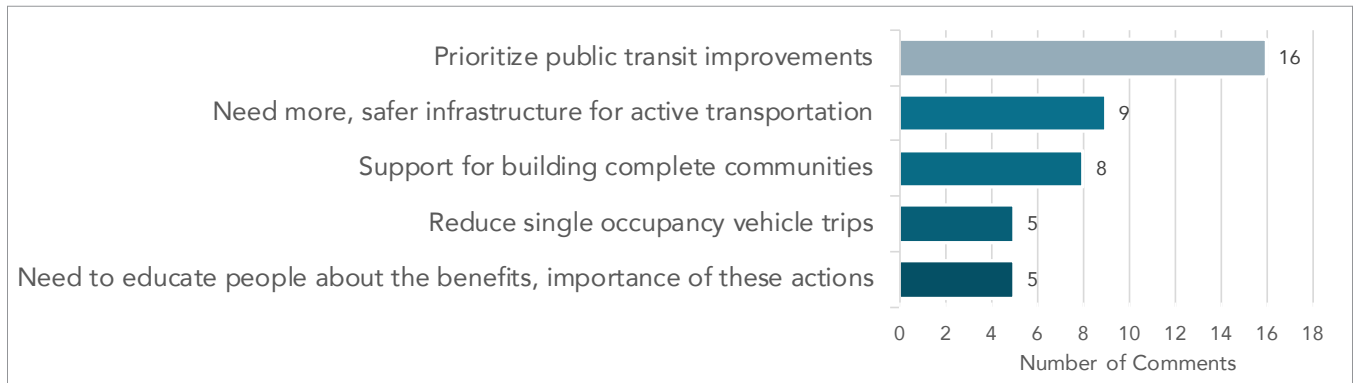 Prioritize public transit improvements 16
Need more, safer infrastructure for active transportation 9
Support for building complete communities 8
Reduce single occupancy vehicle trips 5
Need to educate people about the benefits, importance of these actions 5
0 2 4 6 8 10 12 14 16 18
Number of Comments